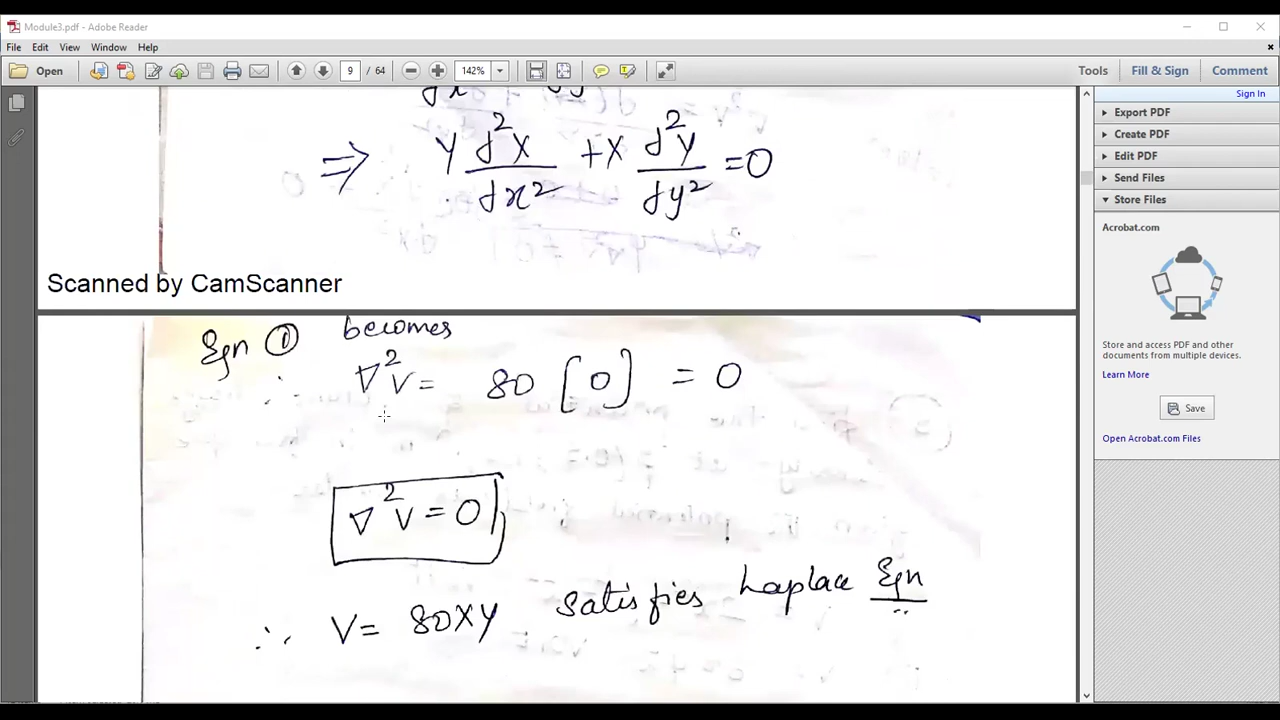 Module3.pdf - Adobe Reader
File Edit View Window Help
Open 9 / 64 142% Tools Fill & Sign Comment
Sign In
Export PDF
Create PDF
Edit PDF
Send Files
Store Files
Acrobat.com
Store and access PDF and other
documents from multiple devices.
Learn More
Save
Open Acrobat.com Files
⇒ Y d²X/dx² + X d²Y/dy² = 0
Scanned by CamScanner
Eqn ① becomes
∴ ∇²V = 80 [0] = 0
∇²V = 0
∴ V = 80XY satisfies Laplace Eqn